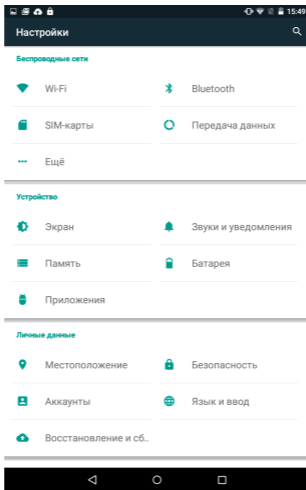 15:49
Настройки
Беспроводные сети
Wi-Fi
Bluetooth
SIM-карты
Передача данных
Ещё
Устройство
Экран
Звуки и уведомления
Память
Батарея
Приложения
Личные данные
Местоположение
Безопасность
Аккаунты
Язык и ввод
Восстановление и сб..